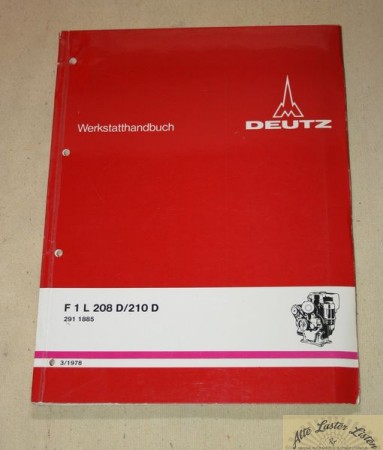 Werkstatthandbuch
DEUTZ
F 1 L 208 D/210 D
291 1885
3/1978
Alte Laster Listen